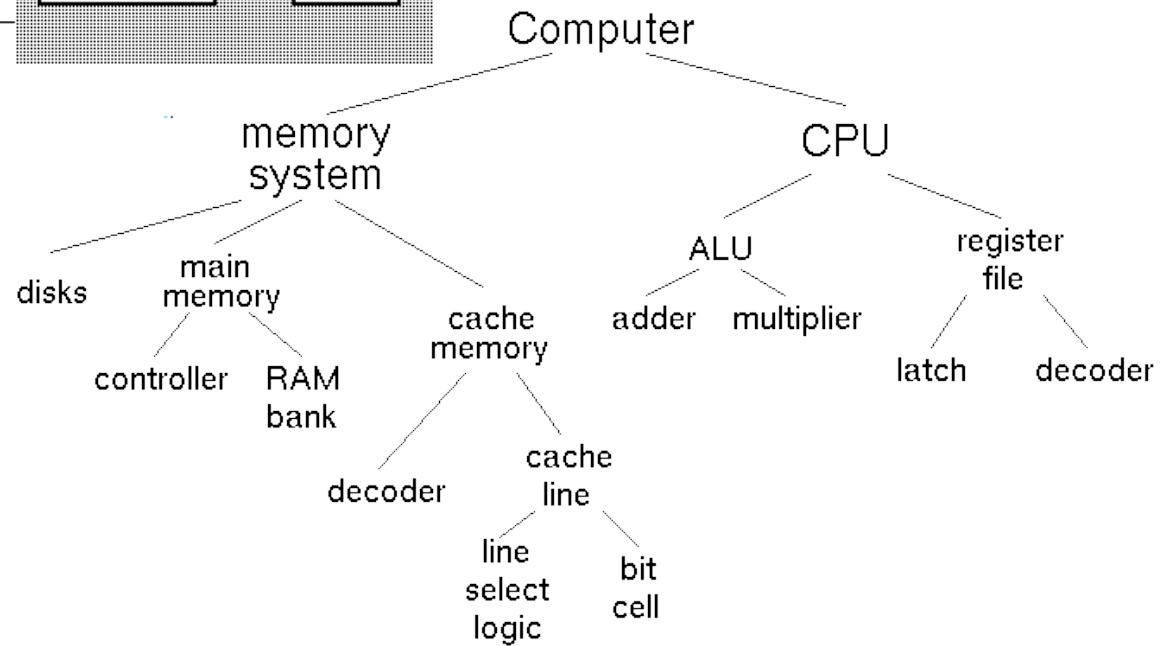 Computer
memory
system
CPU
disks
main
memory
cache
memory
ALU
register
file
controller
RAM
bank
adder
multiplier
latch
decoder
decoder
cache
line
line
select
logic
bit
cell